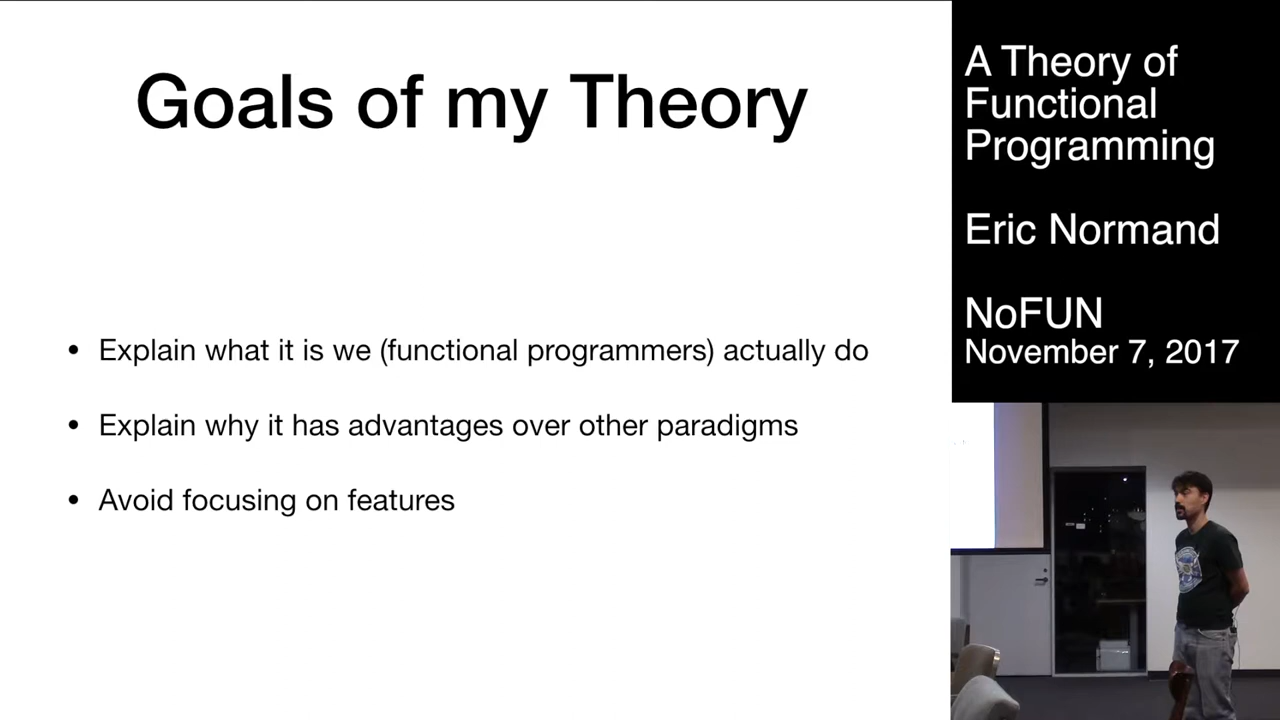 Goals of my Theory
• Explain what it is we (functional programmers) actually do
• Explain why it has advantages over other paradigms
• Avoid focusing on features
A Theory of
Functional
Programming
Eric Normand
NoFUN
November 7, 2017